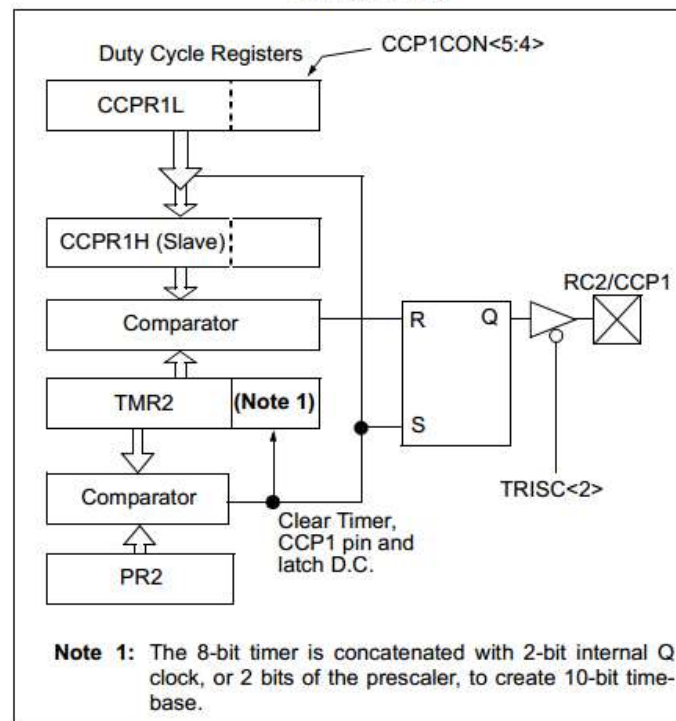 CCP1CON<5:4>
Duty Cycle Registers
CCPR1L
CCPR1H (Slave)
RC2/CCP1
Comparator
R
Q
TMR2
(Note 1)
S
Comparator
TRISC<2>
Clear Timer,
CCP1 pin and
latch D.C.
PR2
Note 1: The 8-bit timer is concatenated with 2-bit internal Q
clock, or 2 bits of the prescaler, to create 10-bit time-
base.